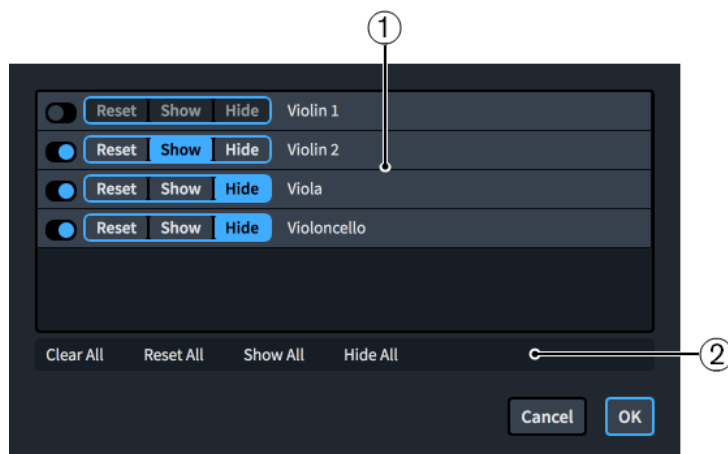 1
Reset Show Hide Violin 1
Reset Show Hide Violin 2
Reset Show Hide Viola
Reset Show Hide Violoncello
Clear All Reset All Show All Hide All
2
Cancel OK